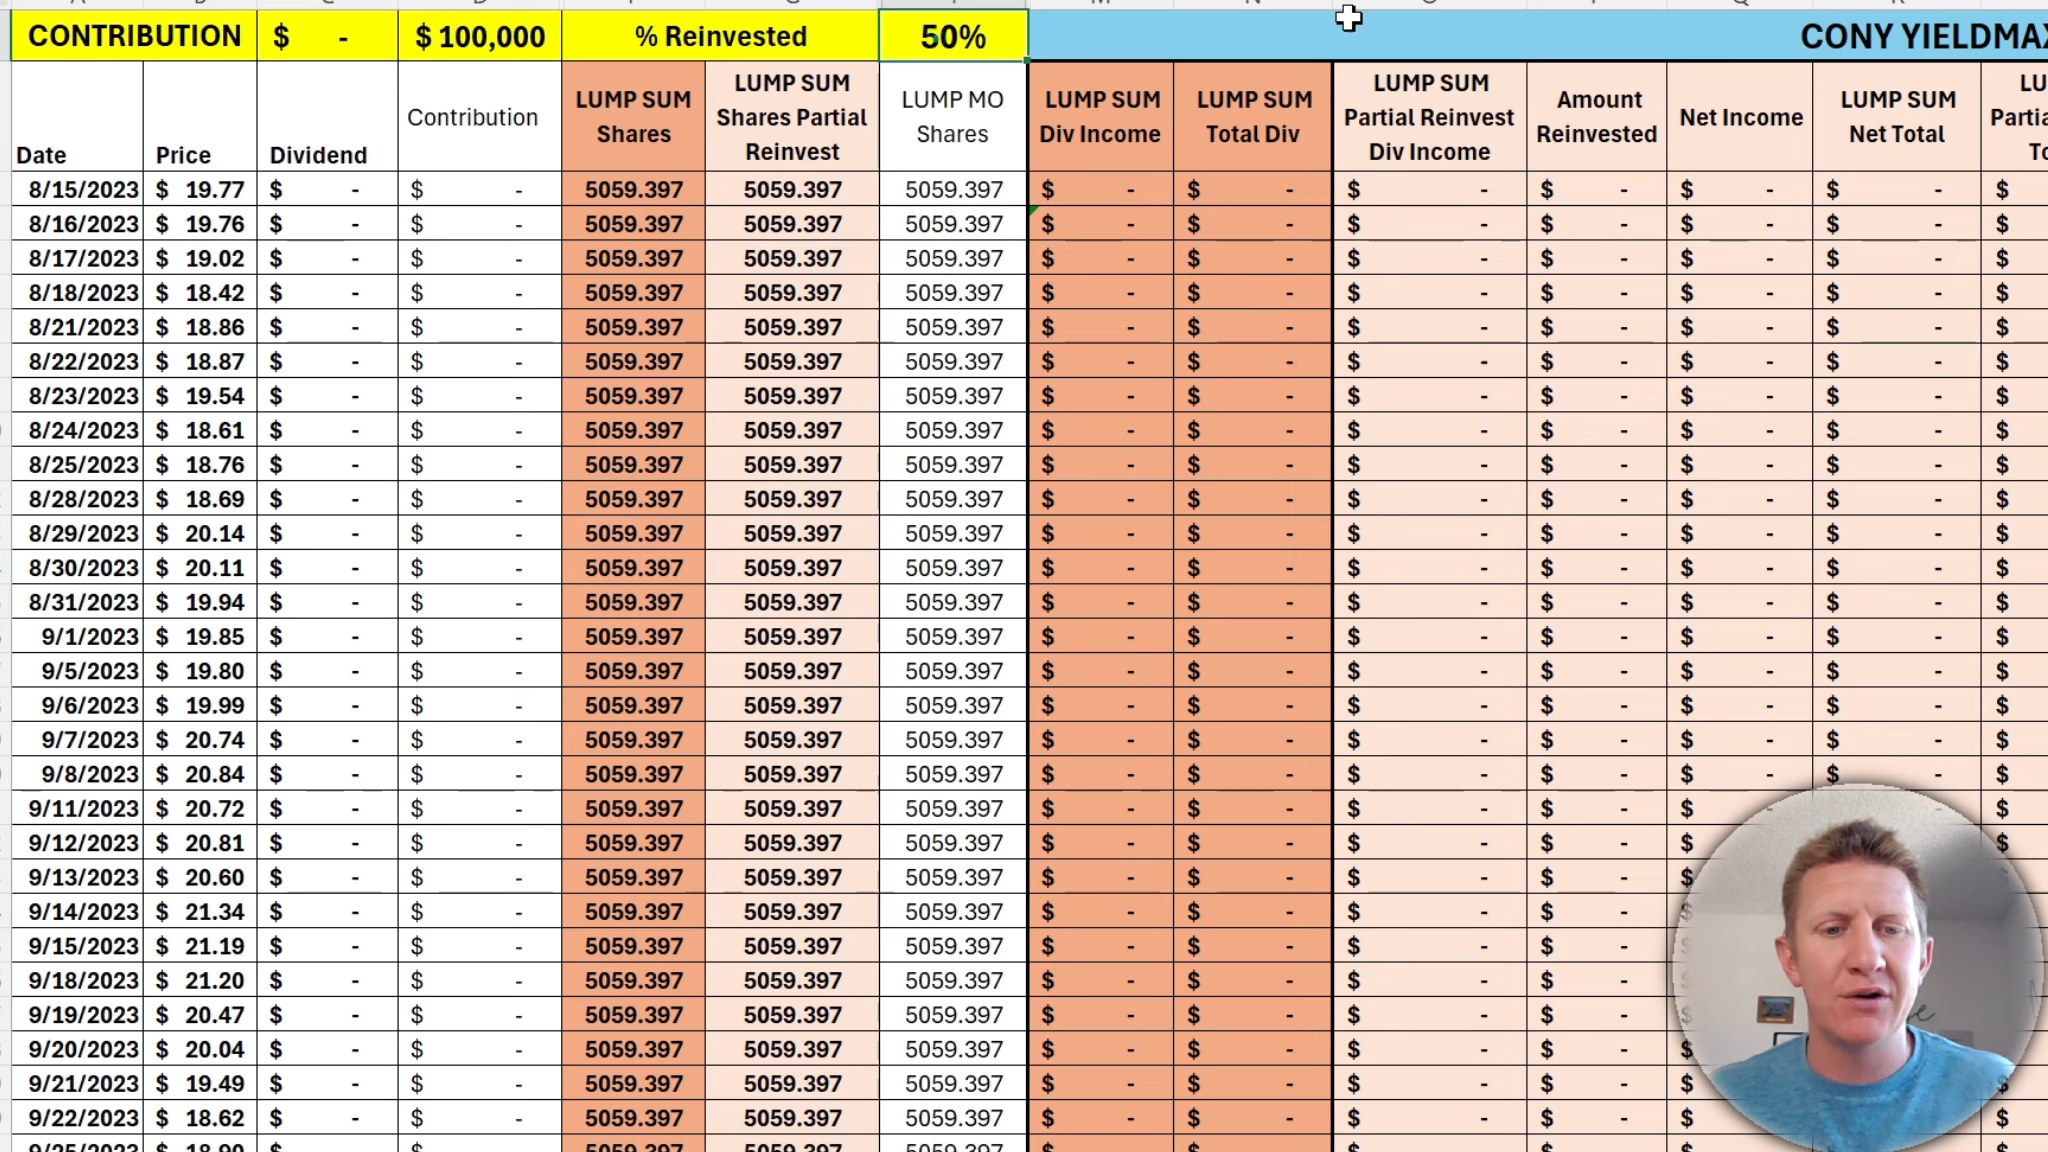 CONTRIBUTION $ - $ 100,000 % Reinvested 50% CONY YIELDMAX
Date Price Dividend Contribution LUMP SUM Shares LUMP SUM Shares Partial Reinvest LUMP MO Shares LUMP SUM Div Income LUMP SUM Total Div LUMP SUM Partial Reinvest Div Income Amount Reinvested Net Income LUMP SUM Net Total
8/15/2023 $ 19.77 $ - $ - 5059.397 5059.397 5059.397 $ - $ - $ - $ - $ - $ - $
8/16/2023 $ 19.76 $ - $ - 5059.397 5059.397 5059.397 $ - $ - $ - $ - $ - $ - $
8/17/2023 $ 19.02 $ - $ - 5059.397 5059.397 5059.397 $ - $ - $ - $ - $ - $ - $
8/18/2023 $ 18.42 $ - $ - 5059.397 5059.397 5059.397 $ - $ - $ - $ - $ - $ - $
8/21/2023 $ 18.86 $ - $ - 5059.397 5059.397 5059.397 $ - $ - $ - $ - $ - $ - $
8/22/2023 $ 18.87 $ - $ - 5059.397 5059.397 5059.397 $ - $ - $ - $ - $ - $ - $
8/23/2023 $ 19.54 $ - $ - 5059.397 5059.397 5059.397 $ - $ - $ - $ - $ - $ - $
8/24/2023 $ 18.61 $ - $ - 5059.397 5059.397 5059.397 $ - $ - $ - $ - $ - $ - $
8/25/2023 $ 18.76 $ - $ - 5059.397 5059.397 5059.397 $ - $ - $ - $ - $ - $ - $
8/28/2023 $ 18.69 $ - $ - 5059.397 5059.397 5059.397 $ - $ - $ - $ - $ - $ - $
8/29/2023 $ 20.14 $ - $ - 5059.397 5059.397 5059.397 $ - $ - $ - $ - $ - $ - $
8/30/2023 $ 20.11 $ - $ - 5059.397 5059.397 5059.397 $ - $ - $ - $ - $ - $ - $
8/31/2023 $ 19.94 $ - $ - 5059.397 5059.397 5059.397 $ - $ - $ - $ - $ - $ - $
9/1/2023 $ 19.85 $ - $ - 5059.397 5059.397 5059.397 $ - $ - $ - $ - $ - $ - $
9/5/2023 $ 19.80 $ - $ - 5059.397 5059.397 5059.397 $ - $ - $ - $ - $ - $ - $
9/6/2023 $ 19.99 $ - $ - 5059.397 5059.397 5059.397 $ - $ - $ - $ - $ - $ - $
9/7/2023 $ 20.74 $ - $ - 5059.397 5059.397 5059.397 $ - $ - $ - $ - $ - $ - $
9/8/2023 $ 20.84 $ - $ - 5059.397 5059.397 5059.397 $ - $ - $ - $ - $ - $ - $
9/11/2023 $ 20.72 $ - $ - 5059.397 5059.397 5059.397 $ - $ - $ - $ - $ -
9/12/2023 $ 20.81 $ - $ - 5059.397 5059.397 5059.397 $ - $ - $ - $ - $
9/13/2023 $ 20.60 $ - $ - 5059.397 5059.397 5059.397 $ - $ - $ - $ - $
9/14/2023 $ 21.34 $ - $ - 5059.397 5059.397 5059.397 $ - $ - $ - $ - $
9/15/2023 $ 21.19 $ - $ - 5059.397 5059.397 5059.397 $ - $ - $ - $ - $
9/18/2023 $ 21.20 $ - $ - 5059.397 5059.397 5059.397 $ - $ - $ - $ - $
9/19/2023 $ 20.47 $ - $ - 5059.397 5059.397 5059.397 $ - $ - $ - $ - $
9/20/2023 $ 20.04 $ - $ - 5059.397 5059.397 5059.397 $ - $ - $ - $ - $
9/21/2023 $ 19.49 $ - $ - 5059.397 5059.397 5059.397 $ - $ - $ - $ - $
9/22/2023 $ 18.62 $ - $ - 5059.397 5059.397 5059.397 $ - $ - $ - $ - $